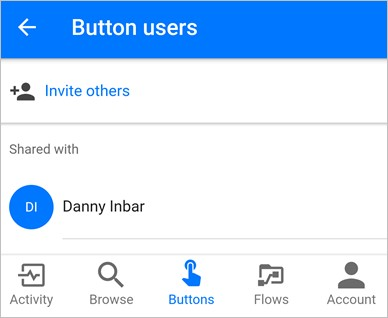 Button users
Invite others
Shared with
DI
Danny Inbar
Activity
Browse
Buttons
Flows
Account